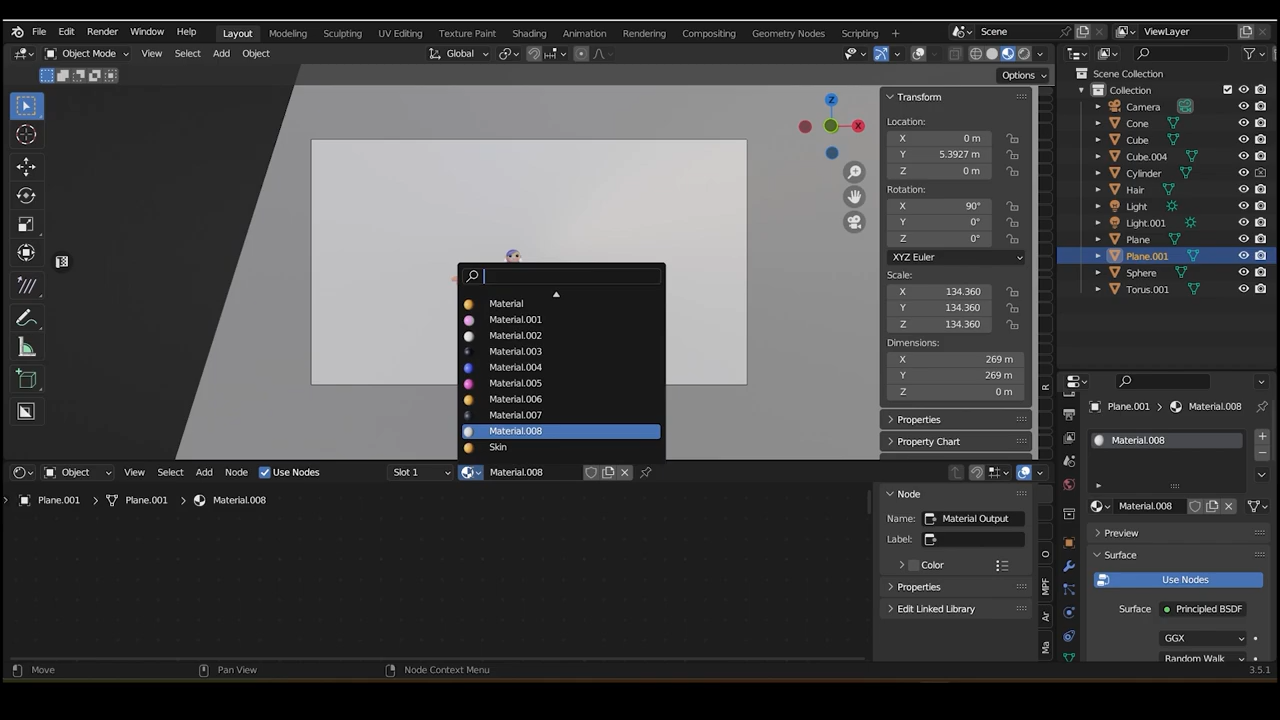 File Edit Render Window Help Layout Modeling Sculpting UV Editing Texture Paint Shading Animation Rendering Compositing Geometry Nodes Scripting + Scene ViewLayer
Object Mode View Select Add Object Global
Options
Transform
Location:
X 0 m
Y 5.3927 m
Z 0 m
Rotation:
X 90°
Y 0°
Z 0°
XYZ Euler
Scale:
X 134.360
Y 134.360
Z 134.360
Dimensions:
X 269 m
Y 269 m
Z 0 m
Properties
Property Chart
Z
X
Scene Collection
Collection
Camera
Cone
Cube
Cube.004
Cylinder
Hair
Light
Light.001
Plane
Plane.001
Sphere
Torus.001
Material
Material.001
Material.002
Material.003
Material.004
Material.005
Material.006
Material.007
Material.008
Skin
Object View Select Add Node Use Nodes Slot 1 Material.008
Plane.001 > Plane.001 > Material.008
Node
Name: Material Output
Label:
Color
Properties
Edit Linked Library
R
O
MPF
Ar
Ma
Plane.001 > Material.008
Material.008
Material.008
Preview
Surface
Use Nodes
Surface Principled BSDF
GGX
Random Walk
Move Pan View Node Context Menu 3.5.1